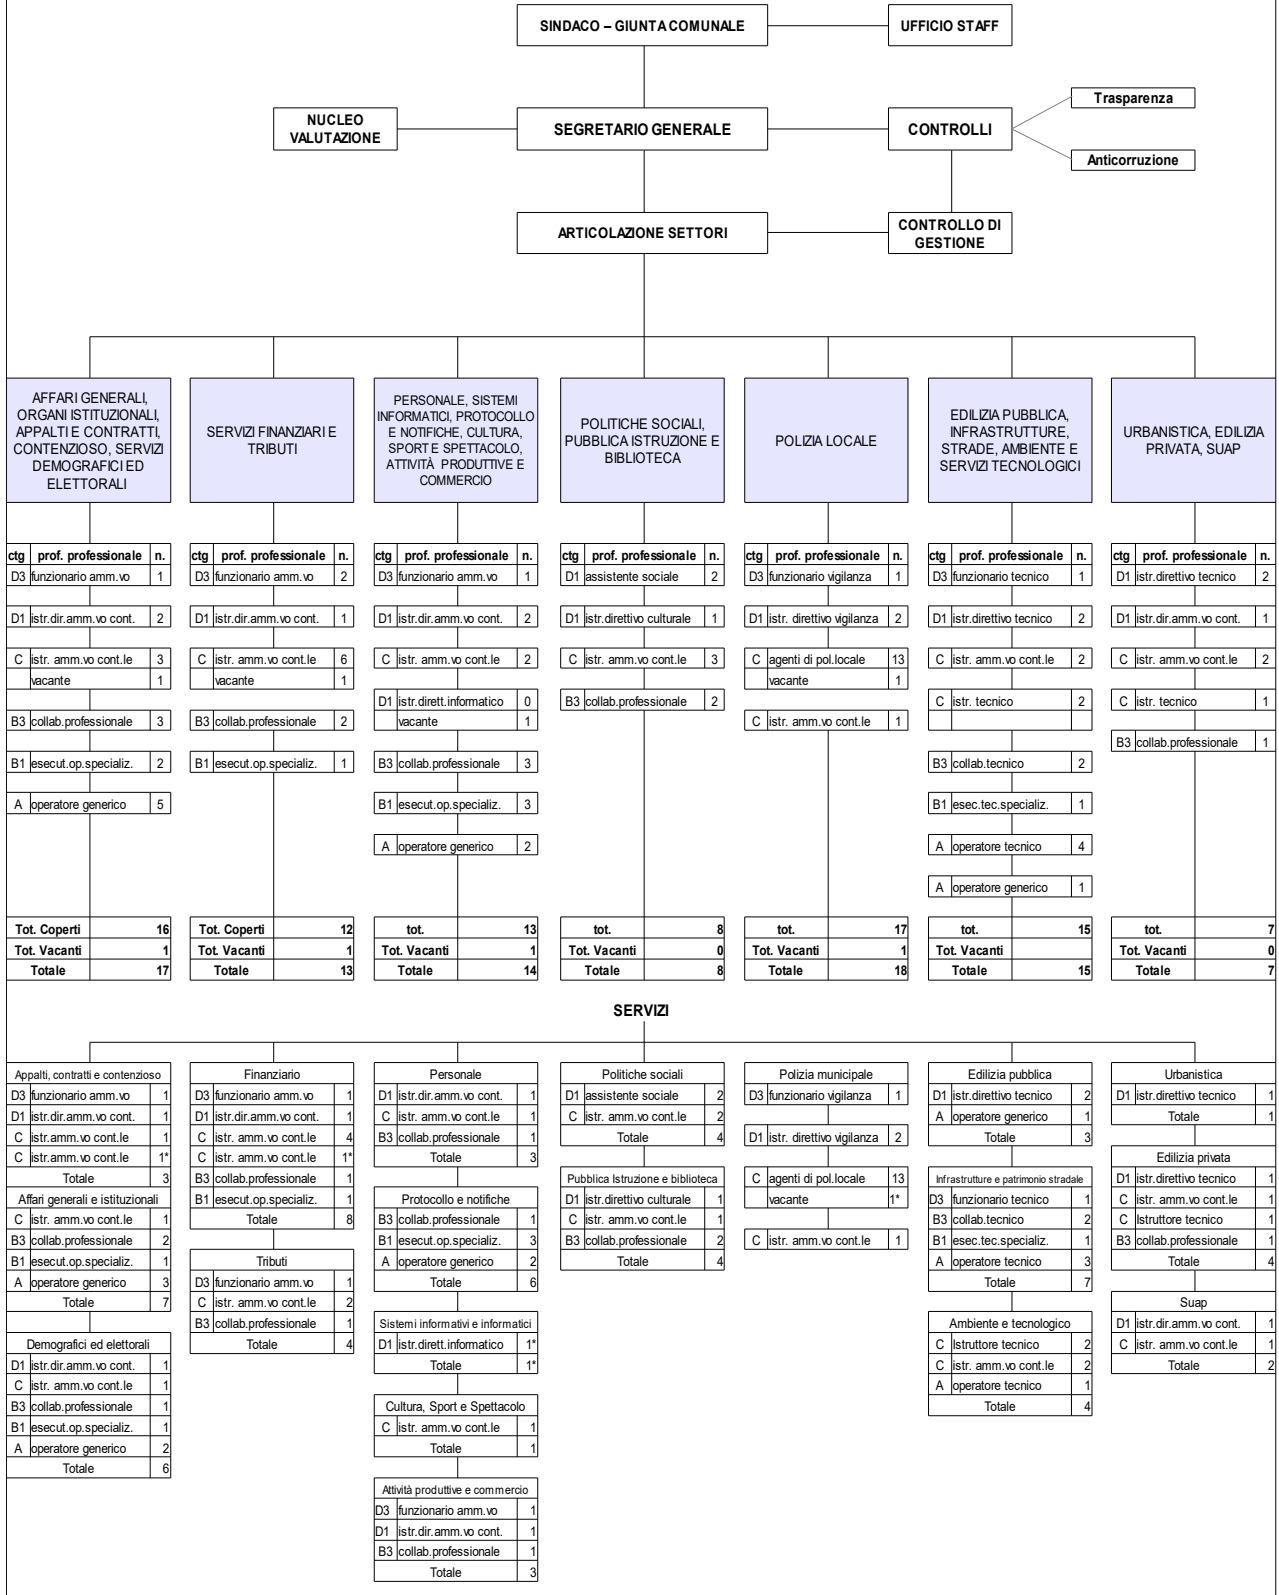 SINDACO – GIUNTA COMUNALE
UFFICIO STAFF
Trasparenza
NUCLEO
VALUTAZIONE
SEGRETARIO GENERALE
CONTROLLI
Anticorruzione
ARTICOLAZIONE SETTORI
CONTROLLO DI
GESTIONE
AFFARI GENERALI,
ORGANI ISTITUZIONALI,
APPALTI E CONTRATTI,
CONTENZIOSO, SERVIZI
DEMOGRAFICI ED
ELETTORALI
ctg prof. professionale n.
D3 funzionario amm.vo 1
D1 istr.dir.amm.vo cont. 2
C istr. amm.vo cont.le 3
vacante 1
B3 collab.professionale 3
B1 esecut.op.specializ. 2
A operatore generico 5
Tot. Coperti 16
Tot. Vacanti 1
Totale 17
SERVIZI FINANZIARI E
TRIBUTI
ctg prof. professionale n.
D3 funzionario amm.vo 2
D1 istr.dir.amm.vo cont. 1
C istr. amm.vo cont.le 6
vacante 1
B3 collab.professionale 2
B1 esecut.op.specializ. 1
Tot. Coperti 12
Tot. Vacanti 1
Totale 13
PERSONALE, SISTEMI
INFORMATICI, PROTOCOLLO
E NOTIFICHE, CULTURA,
SPORT E SPETTACOLO,
ATTIVITÀ PRODUTTIVE E
COMMERCIO
ctg prof. professionale n.
D3 funzionario amm.vo 1
D1 istr.dir.amm.vo cont. 2
C istr. amm.vo cont.le 2
D1 istr.dirett.informatico 0
vacante 1
B3 collab.professionale 3
B1 esecut.op.specializ. 3
A operatore generico 2
tot. 13
Tot. Vacanti 1
Totale 14
POLITICHE SOCIALI,
PUBBLICA ISTRUZIONE E
BIBLIOTECA
ctg prof. professionale n.
D1 assistente sociale 2
D1 istr.direttivo culturale 1
C istr. amm.vo cont.le 3
B3 collab.professionale 2
tot. 8
Tot. Vacanti 0
Totale 8
POLIZIA LOCALE
ctg prof. professionale n.
D3 funzionario vigilanza 1
D1 istr. direttivo vigilanza 2
C agenti di pol.locale 13
vacante 1
C istr. amm.vo cont.le 1
tot. 17
Tot. Vacanti 1
Totale 18
EDILIZIA PUBBLICA,
INFRASTRUTTURE,
STRADE, AMBIENTE E
SERVIZI TECNOLOGICI
ctg prof. professionale n.
D3 funzionario tecnico 1
D1 istr.direttivo tecnico 2
C istr. amm.vo cont.le 2
C istr. tecnico 2
B3 collab.tecnico 2
B1 esec.tec.specializ. 1
A operatore tecnico 4
A operatore generico 1
tot. 15
Tot. Vacanti
Totale 15
URBANISTICA, EDILIZIA
PRIVATA, SUAP
ctg prof. professionale n.
D1 istr.direttivo tecnico 2
D1 istr.dir.amm.vo cont. 1
C istr. amm.vo cont.le 2
C istr. tecnico 1
B3 collab.professionale 1
tot. 7
Tot. Vacanti 0
Totale 7
SERVIZI
Appalti, contratti e contenzioso
D3 funzionario amm.vo 1
D1 istr.dir.amm.vo cont. 1
C istr.amm.vo cont.le 1
C istr.amm.vo cont.le 1*
Totale 3
Affari generali e istituzionali
C istr. amm.vo cont.le 1
B3 collab.professionale 2
B1 esecut.op.specializ. 1
A operatore generico 3
Totale 7
Demografici ed elettorali
D1 istr.dir.amm.vo cont. 1
C istr. amm.vo cont.le 1
B3 collab.professionale 1
B1 esecut.op.specializ. 1
A operatore generico 2
Totale 6
Finanziario
D3 funzionario amm.vo 1
D1 istr.dir.amm.vo cont. 1
C istr. amm.vo cont.le 4
C istr. amm.vo cont.le 1*
B3 collab.professionale 1
B1 esecut.op.specializ. 1
Totale 8
Tributi
D3 funzionario amm.vo 1
C istr. amm.vo cont.le 2
B3 collab.professionale 1
Totale 4
Personale
D1 istr.dir.amm.vo cont. 1
C istr. amm.vo cont.le 1
B3 collab.professionale 1
Totale 3
Protocollo e notifiche
B3 collab.professionale 1
B1 esecut.op.specializ. 3
A operatore generico 2
Totale 6
Sistemi informativi e informatici
D1 istr.dirett.informatico 1*
Totale 1*
Cultura, Sport e Spettacolo
C istr. amm.vo cont.le 1
Totale 1
Attività produttive e commercio
D3 funzionario amm.vo 1
D1 istr.dir.amm.vo cont. 1
B3 collab.professionale 1
Totale 3
Politiche sociali
D1 assistente sociale 2
C istr. amm.vo cont.le 2
Totale 4
Pubblica Istruzione e biblioteca
D1 istr.direttivo culturale 1
C istr. amm.vo cont.le 1
B3 collab.professionale 2
Totale 4
Polizia municipale
D3 funzionario vigilanza 1
D1 istr. direttivo vigilanza 2
C agenti di pol.locale 13
vacante 1*
C istr. amm.vo cont.le 1
Edilizia pubblica
D1 istr.direttivo tecnico 2
A operatore generico 1
Totale 3
Infrastrutture e patrimonio stradale
D3 funzionario tecnico 1
B3 collab.tecnico 2
B1 esec.tec.specializ. 1
A operatore tecnico 3
Totale 7
Ambiente e tecnologico
C Istruttore tecnico 2
C istr. amm.vo cont.le 2
A operatore tecnico 1
Totale 4
Urbanistica
D1 istr.direttivo tecnico 1
Totale 1
Edilizia privata
D1 istr.direttivo tecnico 1
C istr. amm.vo cont.le 1
C Istruttore tecnico 1
B3 collab.professionale 1
Totale 4
Suap
D1 istr.dir.amm.vo cont. 1
C istr. amm.vo cont.le 1
Totale 2